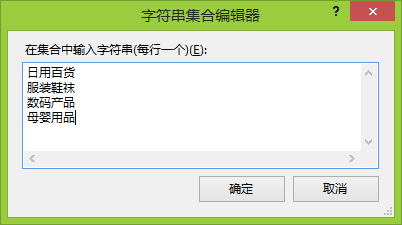 字符串集合编辑器
?
在集合中输入字符串(每行一个)(E):
日用百货
服装鞋袜
数码产品
母婴用品
确定
取消